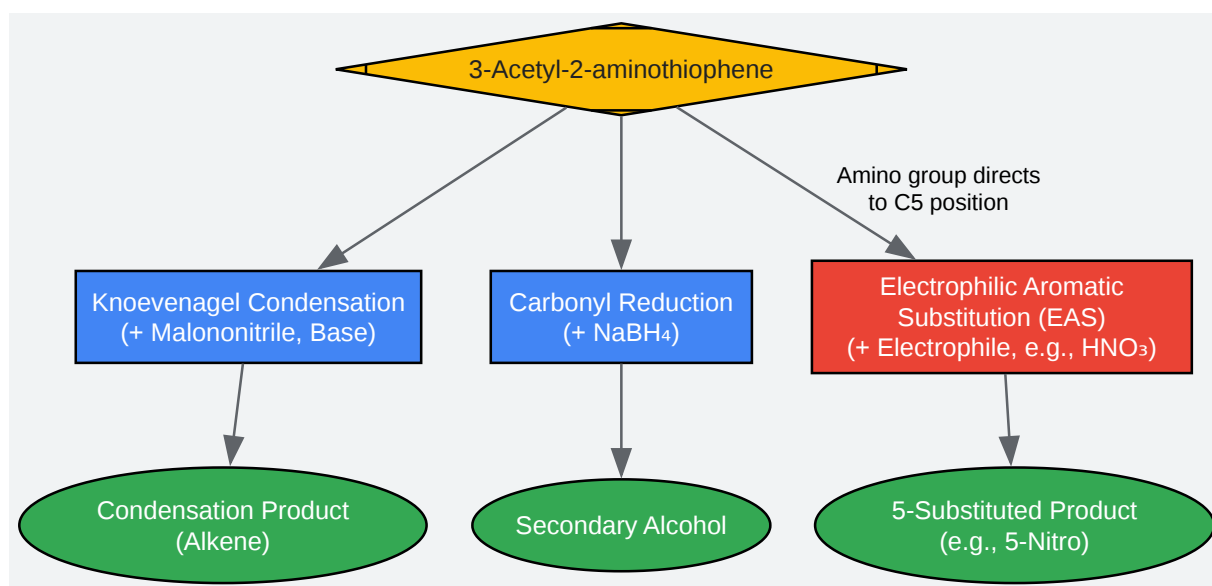 3-Acetyl-2-aminothiophene
Amino group directs
to C5 position
Knoevenagel Condensation
(+ Malononitrile, Base)
Carbonyl Reduction
(+ NaBH₄)
Electrophilic Aromatic
Substitution (EAS)
(+ Electrophile, e.g., HNO₃)
Condensation Product
(Alkene)
Secondary Alcohol
5-Substituted Product
(e.g., 5-Nitro)